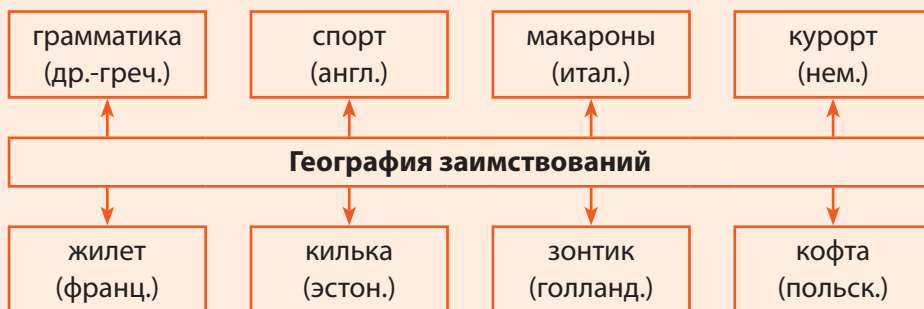 грамматика
(др.-греч.)
спорт
(англ.)
макароны
(итал.)
курорт
(нем.)
География заимствований
жилет
(франц.)
килька
(эстон.)
зонтик
(голланд.)
кофта
(польск.)